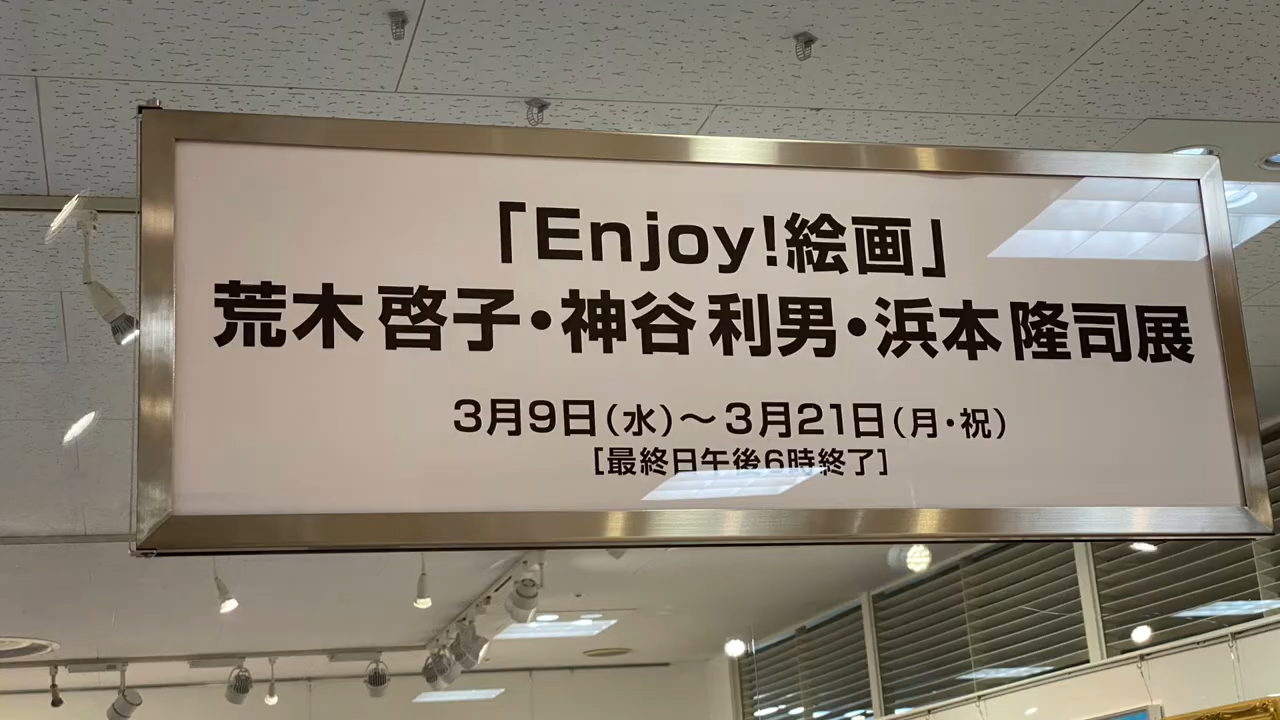 「Enjoy!絵画」
荒木啓子・神谷利男・浜本隆司展
3月9日(水)～3月21日(月・祝)
[最終日午後6時終了]